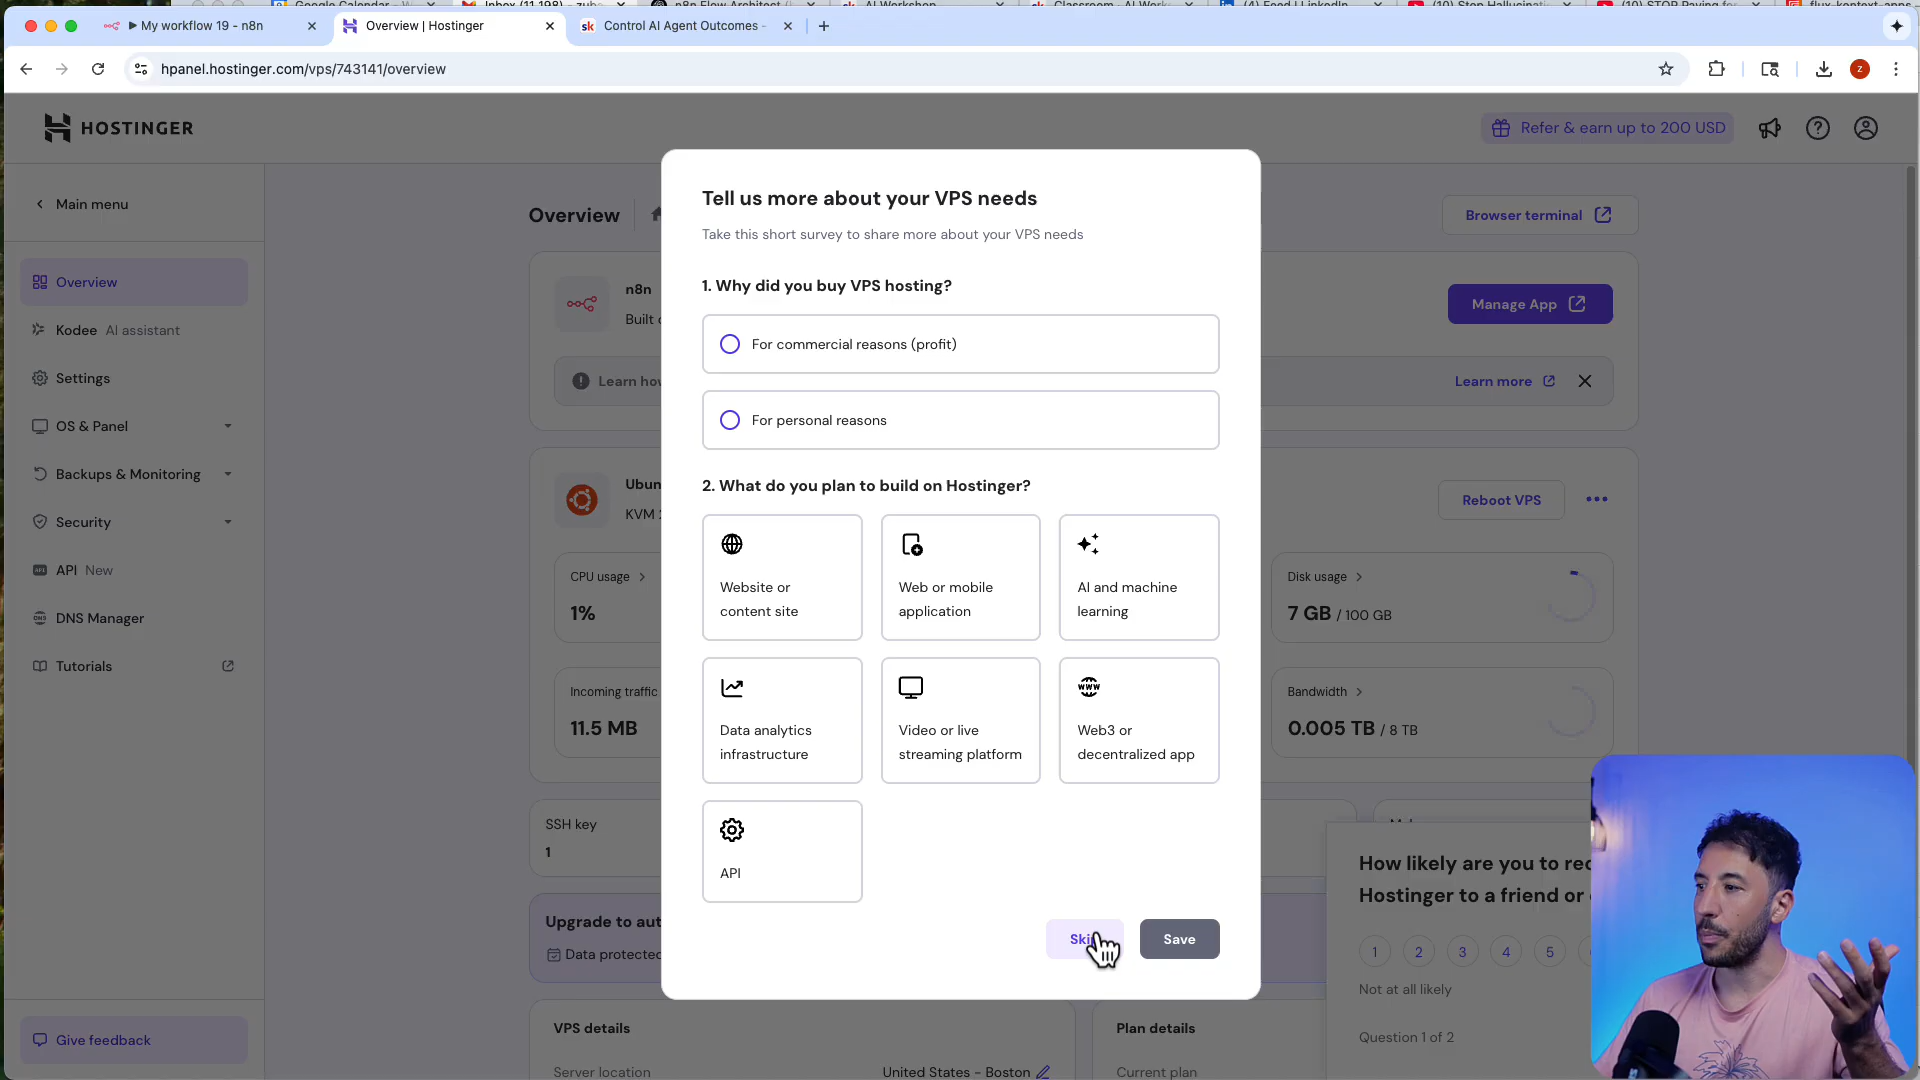 My workflow 19 - n8n
Overview | Hostinger
Control AI Agent Outcomes -
hpanel.hostinger.com/vps/743141/overview
z
HOSTINGER
Refer & earn up to 200 USD
Main menu
Overview
Kodee AI assistant
Settings
OS & Panel
Backups & Monitoring
Security
API New
DNS Manager
Tutorials
Give feedback
Overview
Browser terminal
n8n
Built
Manage App
Learn
Learn more
KVM
Reboot VPS
CPU usage
1%
Disk usage
7 GB / 100 GB
Incoming traffic
11.5 MB
Bandwidth
0.005 TB / 8 TB
SSH key
1
Upgrade to
Data protected
VPS details
Server location
United States - Boston
Plan details
Current plan
Tell us more about your VPS needs
Take this short survey to share more about your VPS needs
1. Why did you buy VPS hosting?
For commercial reasons (profit)
For personal reasons
2. What do you plan to build on Hostinger?
Website or
content site
Web or mobile
application
AI and machine
learning
Data analytics
infrastructure
Video or live
streaming platform
WWW
Web3 or
decentralized app
API
Save
How likely are you to
Hostinger to a friend or
1 2 3 4 5
Not at all likely
Question 1 of 2